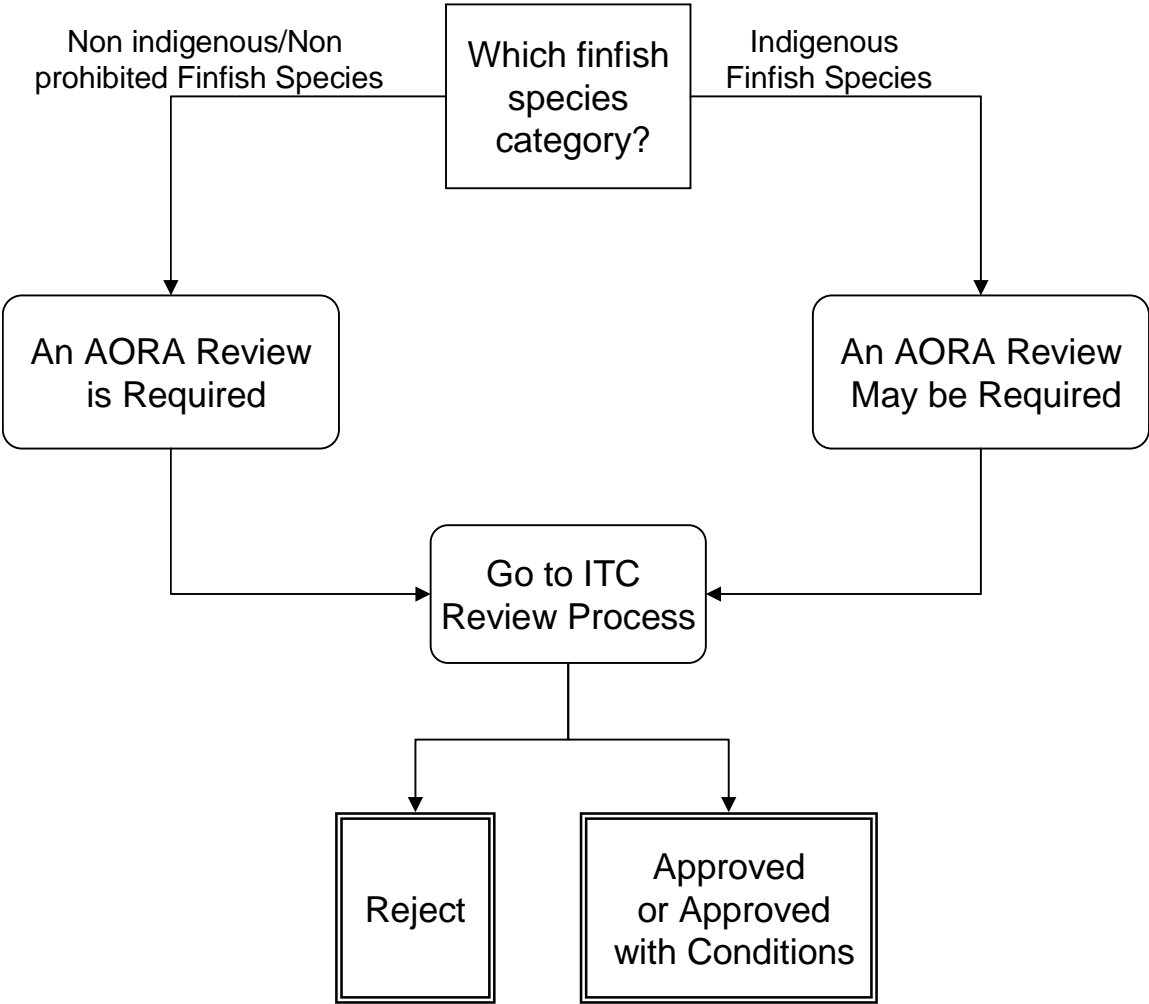 Non indigenous/Non
prohibited Finfish Species
Which finfish
species
category?
Indigenous
Finfish Species
An AORA Review
is Required
An AORA Review
May be Required
Go to ITC
Review Process
Reject
Approved
or Approved
with Conditions